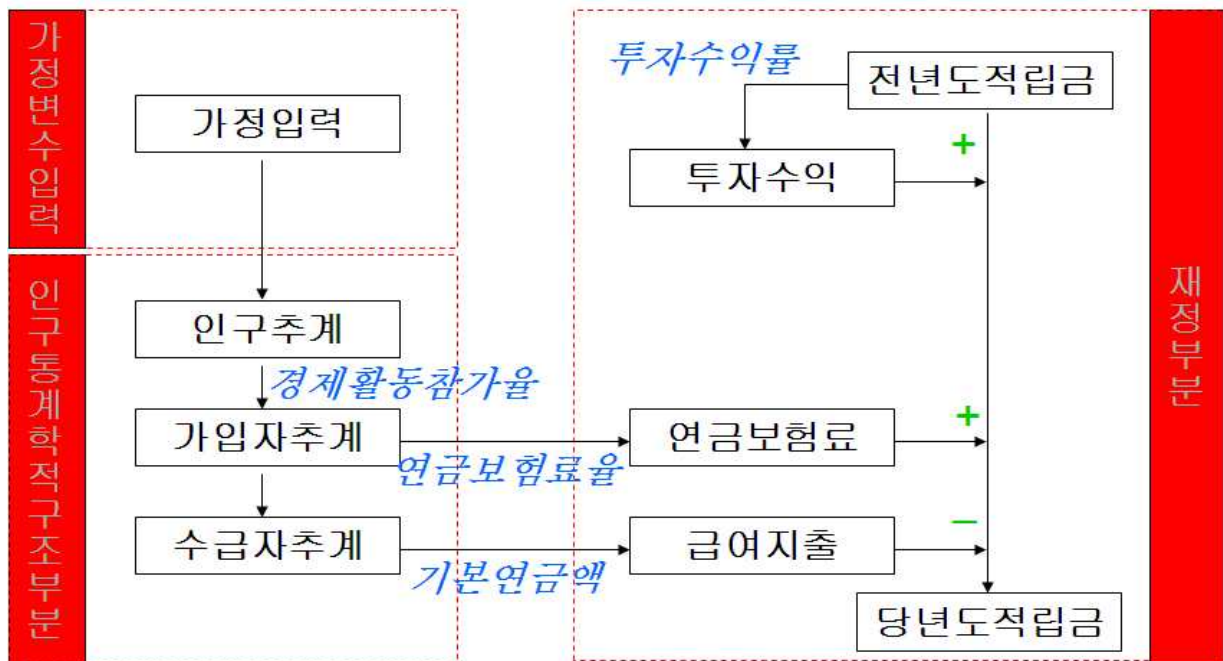 가정변수입력
가정입력
인구통계학적구조부분
인구추계
경제활동참가율
가입자추계
연금보험료율
수급자추계
기본연금액
투자수익률
전년도적립금
+
투자수익
+
연금보험료
−
급여지출
당년도적립금
재정부분